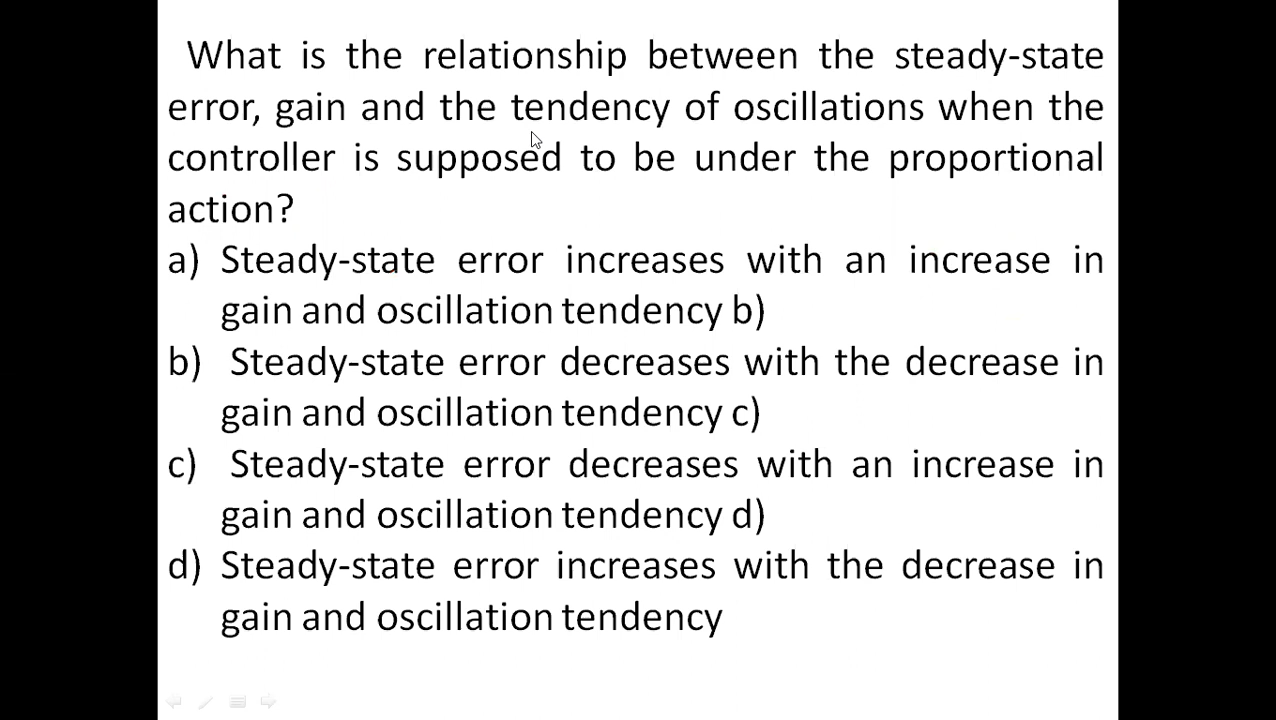 What is the relationship between the steady-state
error, gain and the tendency of oscillations when the
controller is supposed to be under the proportional
action?
a) Steady-state error increases with an increase in
gain and oscillation tendency b)
b) Steady-state error decreases with the decrease in
gain and oscillation tendency c)
c) Steady-state error decreases with an increase in
gain and oscillation tendency d)
d) Steady-state error increases with the decrease in
gain and oscillation tendency